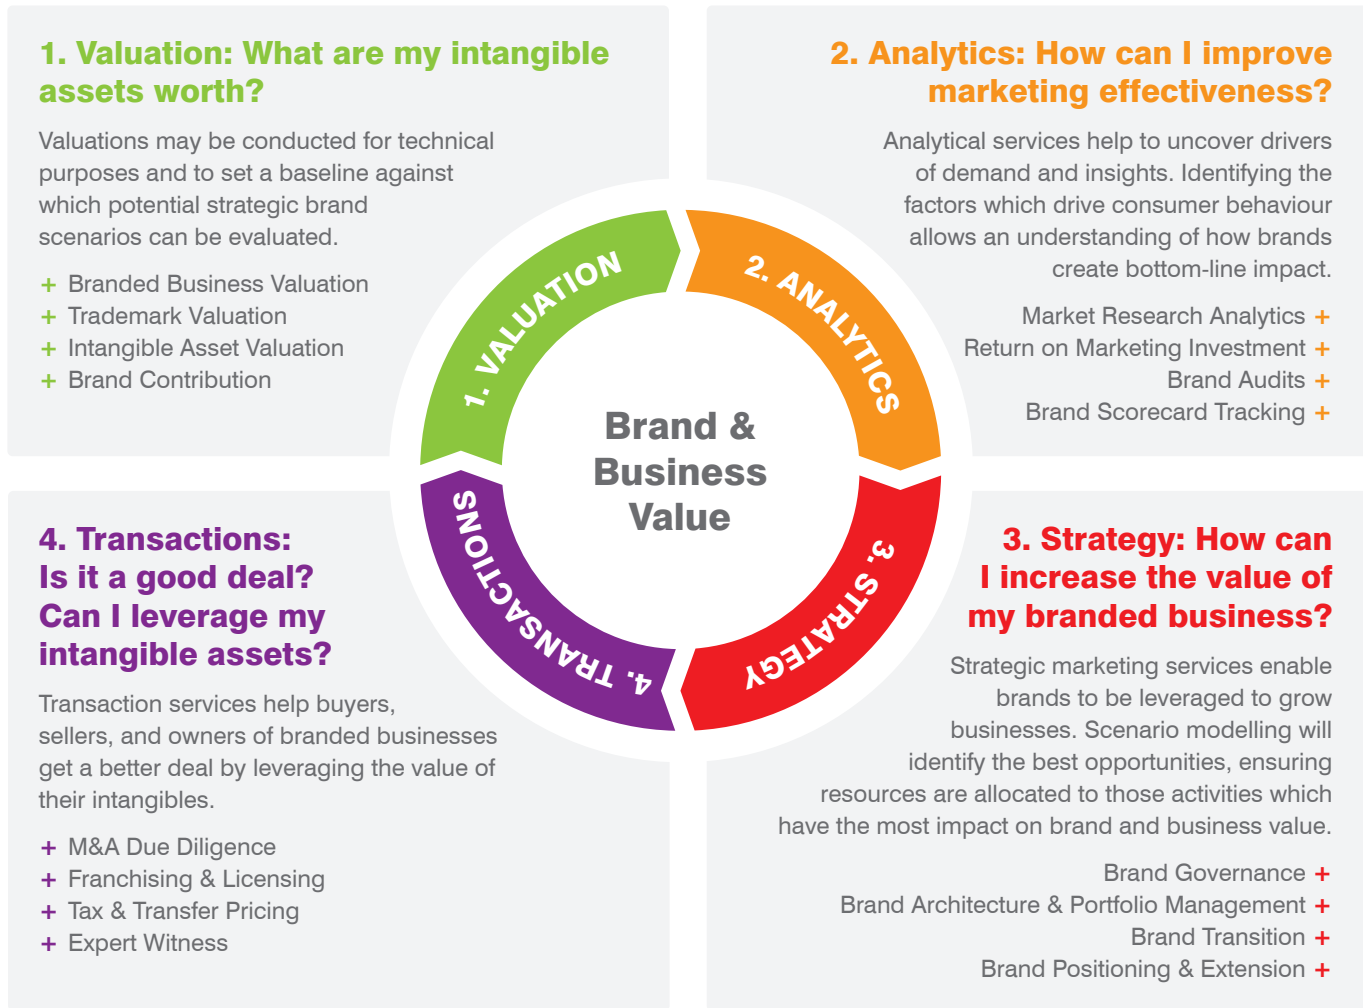 1. Valuation: What are my intangible
assets worth?
Valuations may be conducted for technical
purposes and to set a baseline against
which potential strategic brand
scenarios can be evaluated.
+ Branded Business Valuation
+ Trademark Valuation
+ Intangible Asset Valuation
+ Brand Contribution
2. Analytics: How can I improve
marketing effectiveness?
Analytical services help to uncover drivers
of demand and insights. Identifying the
factors which drive consumer behaviour
allows an understanding of how brands
create bottom-line impact.
Market Research Analytics +
Return on Marketing Investment +
Brand Audits +
Brand Scorecard Tracking +
1. VALUATION
2. ANALYTICS
3. STRATEGY
4. TRANSACTIONS
Brand &
Business
Value
3. Strategy: How can
I increase the value of
my branded business?
Strategic marketing services enable
brands to be leveraged to grow
businesses. Scenario modelling will
identify the best opportunities, ensuring
resources are allocated to those activities which
have the most impact on brand and business value.
Brand Governance +
Brand Architecture & Portfolio Management +
Brand Transition +
Brand Positioning & Extension +
4. Transactions:
Is it a good deal?
Can I leverage my
intangible assets?
Transaction services help buyers,
sellers, and owners of branded businesses
get a better deal by leveraging the value of
their intangibles.
+ M&A Due Diligence
+ Franchising & Licensing
+ Tax & Transfer Pricing
+ Expert Witness